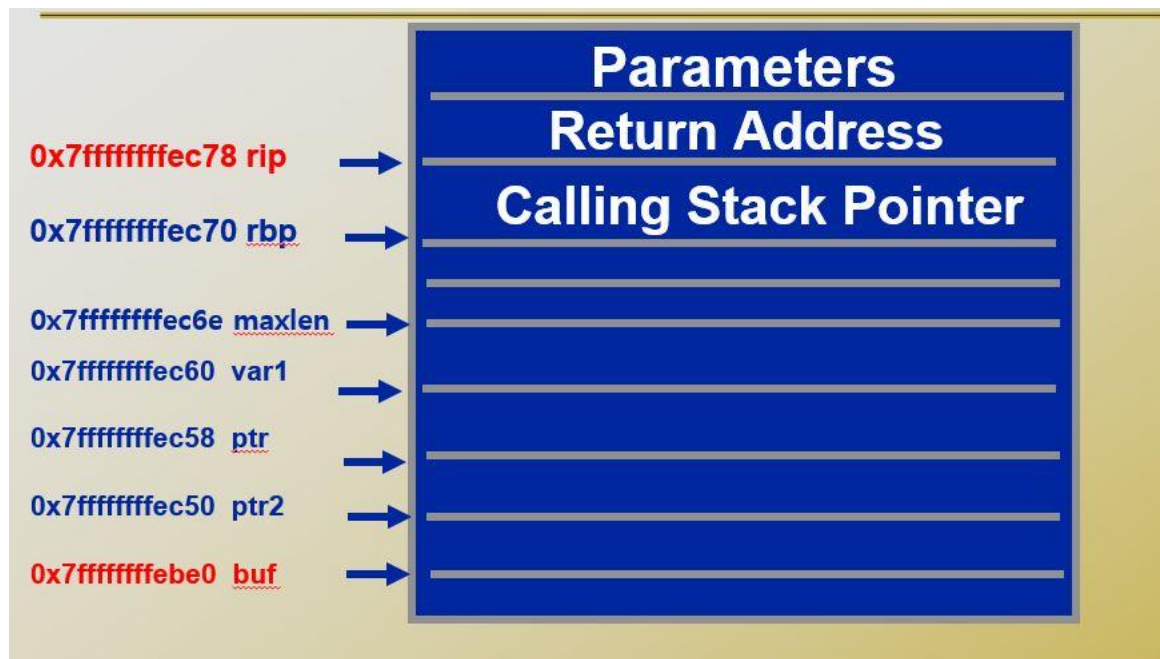 Parameters
Return Address
0x7fffffffec78 rip
Calling Stack Pointer
0x7fffffffec70 rbp
0x7fffffffec6e maxlen
0x7fffffffec60 var1
0x7fffffffec58 ptr
0x7fffffffec50 ptr2
0x7fffffffebe0 buf